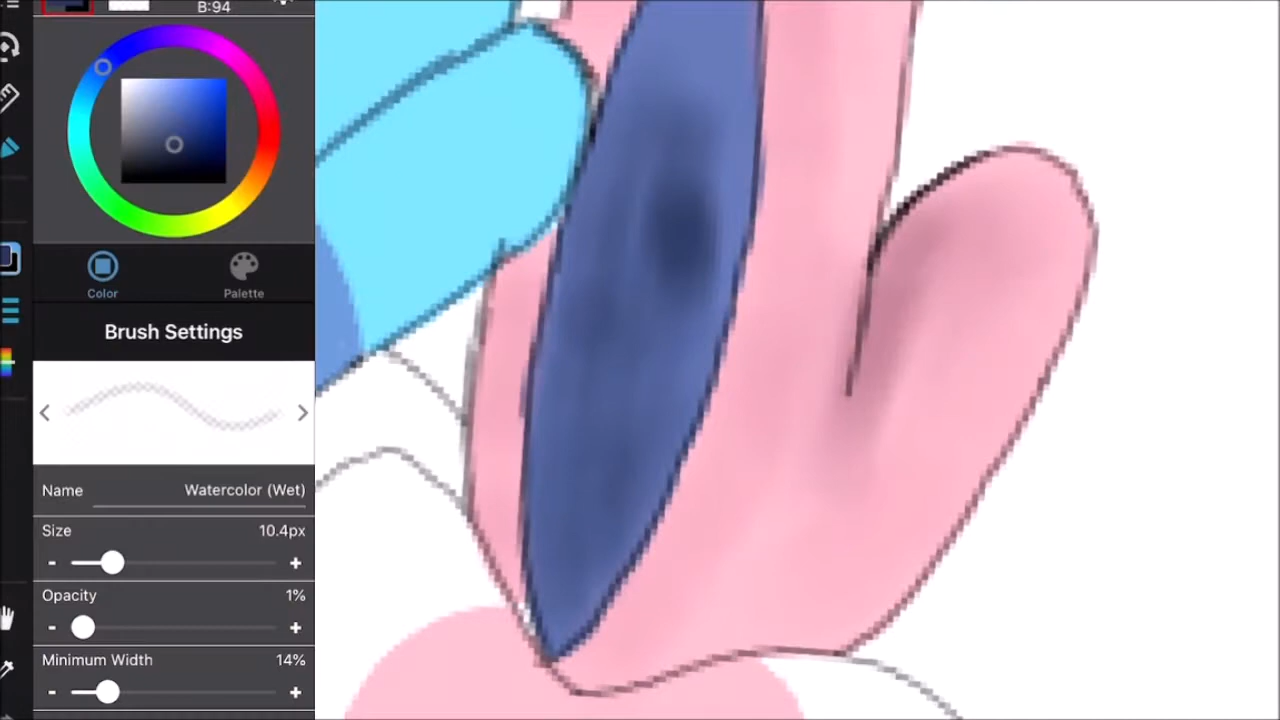 B:94
Color
Palette
Brush Settings
Name Watercolor (Wet)
Size 10.4px
- +
Opacity 1%
- +
Minimum Width 14%
- +